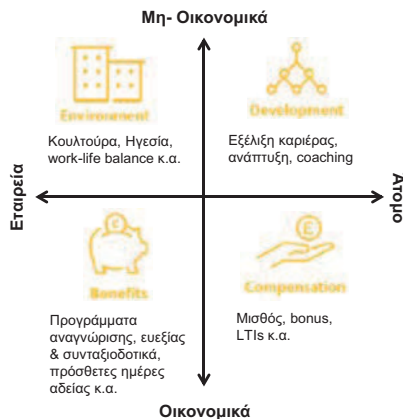 Μη- Οικονομικά
Environment
Development
Κουλτούρα, Ηγεσία,
work-life balance κ.α.
Εξέλιξη καριέρας,
ανάπτυξη, coaching
Εταιρεία
Άτομο
Benefits
Compensation
Προγράμματα
αναγνώρισης, ευεξίας
& συνταξιοδοτικά,
πρόσθετες ημέρες
αδείας κ.α.
Μισθός, bonus,
LTIs κ.α.
Οικονομικά